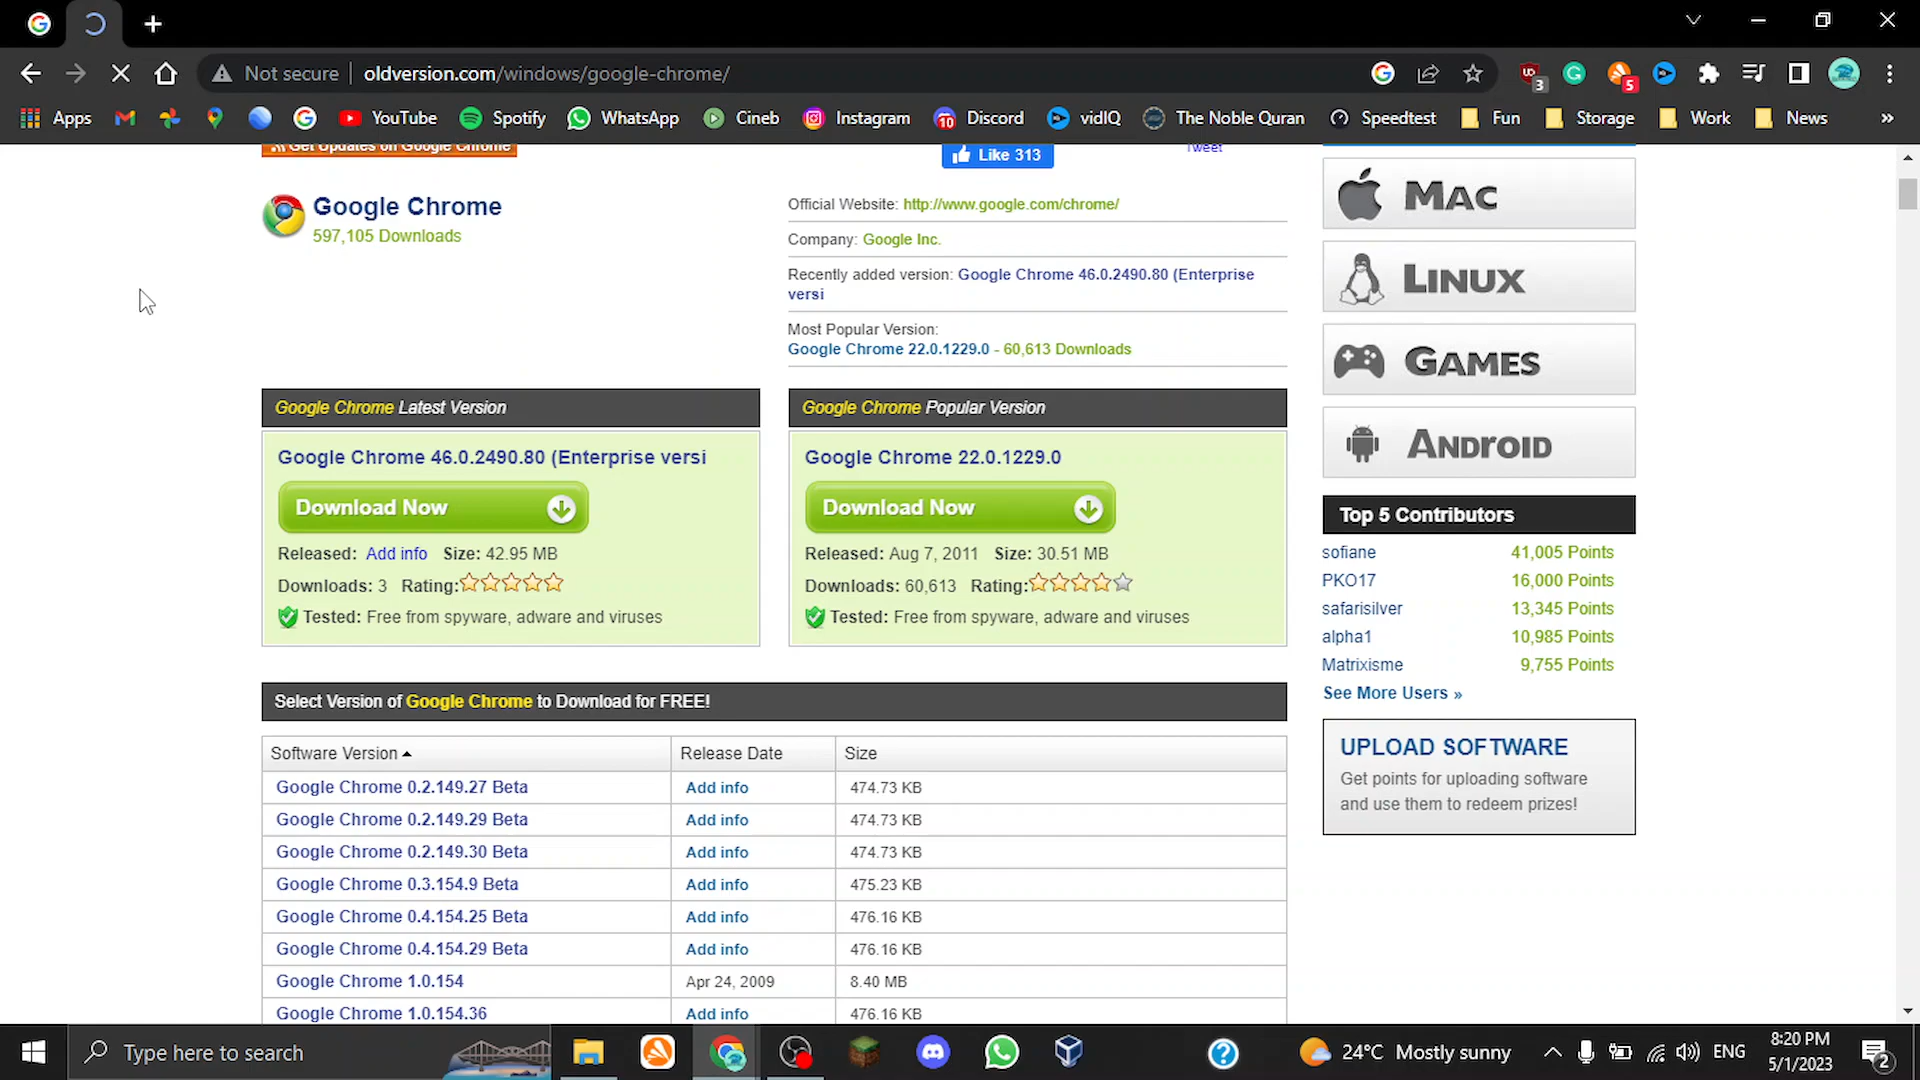 Not secure oldversion.com/windows/google-chrome/
3 5
Apps YouTube Spotify WhatsApp Cineb Instagram 10 Discord vidIQ The Noble Quran Speedtest Fun Storage Work News »
Get Updates on Google Chrome
Like 313
Tweet
Google Chrome
597,105 Downloads
Official Website: http://www.google.com/chrome/
Company: Google Inc.
Recently added version: Google Chrome 46.0.2490.80 (Enterprise
versi
Most Popular Version:
Google Chrome 22.0.1229.0 - 60,613 Downloads
Google Chrome Latest Version
Google Chrome 46.0.2490.80 (Enterprise versi
Download Now
Released: Add info Size: 42.95 MB
Downloads: 3 Rating:
Tested: Free from spyware, adware and viruses
Google Chrome Popular Version
Google Chrome 22.0.1229.0
Download Now
Released: Aug 7, 2011 Size: 30.51 MB
Downloads: 60,613 Rating:
Tested: Free from spyware, adware and viruses
Select Version of Google Chrome to Download for FREE!
Software Version Release Date Size
Google Chrome 0.2.149.27 Beta Add info 474.73 KB
Google Chrome 0.2.149.29 Beta Add info 474.73 KB
Google Chrome 0.2.149.30 Beta Add info 474.73 KB
Google Chrome 0.3.154.9 Beta Add info 475.23 KB
Google Chrome 0.4.154.25 Beta Add info 476.16 KB
Google Chrome 0.4.154.29 Beta Add info 476.16 KB
Google Chrome 1.0.154 Apr 24, 2009 8.40 MB
Google Chrome 1.0.154.36 Add info 476.16 KB
Mac
Linux
Games
Android
Top 5 Contributors
sofiane 41,005 Points
PKO17 16,000 Points
safarisilver 13,345 Points
alpha1 10,985 Points
Matrixisme 9,755 Points
See More Users »
UPLOAD SOFTWARE
Get points for uploading software
and use them to redeem prizes!
Type here to search
24°C Mostly sunny
ENG
8:20 PM
5/1/2023
2